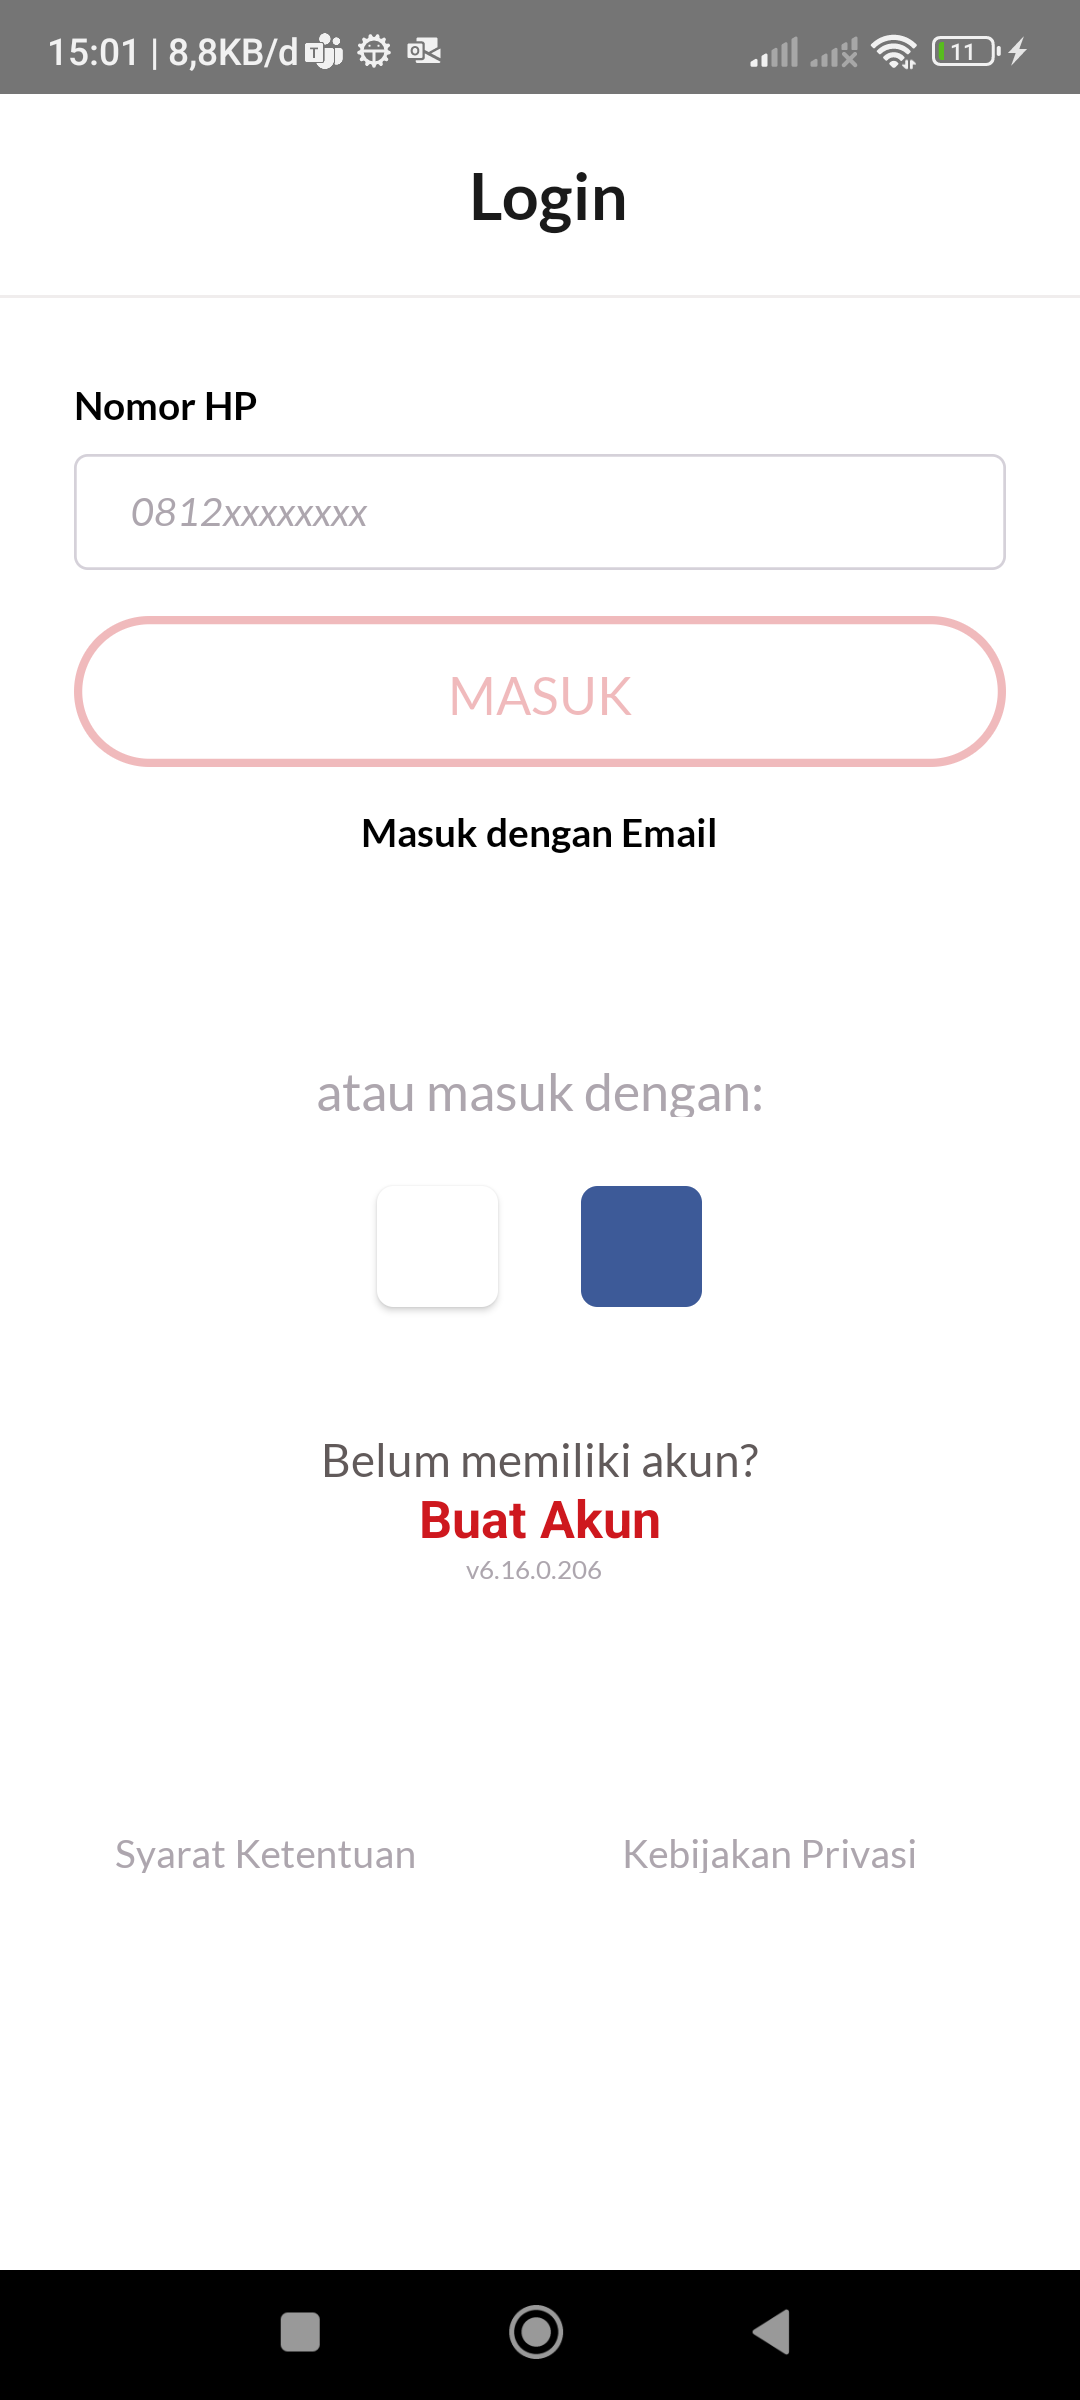 15:01 | 8,8KB/d
11
Login
Nomor HP
0812xxxxxxxx
MASUK
Masuk dengan Email
atau masuk dengan:
Belum memiliki akun?
Buat Akun
v6.16.0.206
Syarat Ketentuan
Kebijakan Privasi